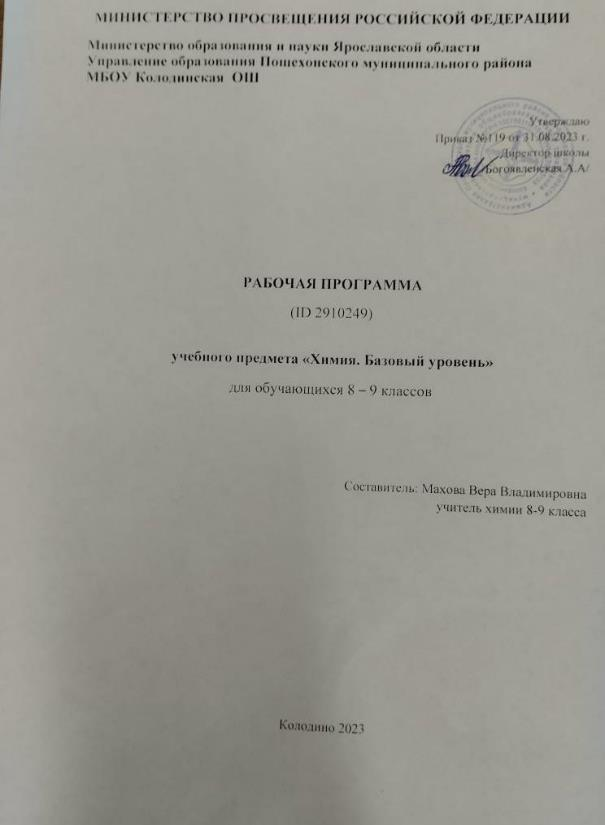 МИНИСТЕРСТВО ПРОСВЕЩЕНИЯ РОССИЙСКОЙ ФЕДЕРАЦИИ
Министерство образования и науки Ярославской области
Управление образования Пошехонского муниципального района
МБОУ Колодинская ОШ
Утверждаю
Приказ №119 от 31.08.2023 г.
Директор школы
Богоявленская А.А/
РАБОЧАЯ ПРОГРАММА
(ID 2910249)
учебного предмета «Химия. Базовый уровень»
для обучающихся 8 – 9 классов
Составитель: Махова Вера Владимировна
учитель химии 8-9 класса
Колодино 2023